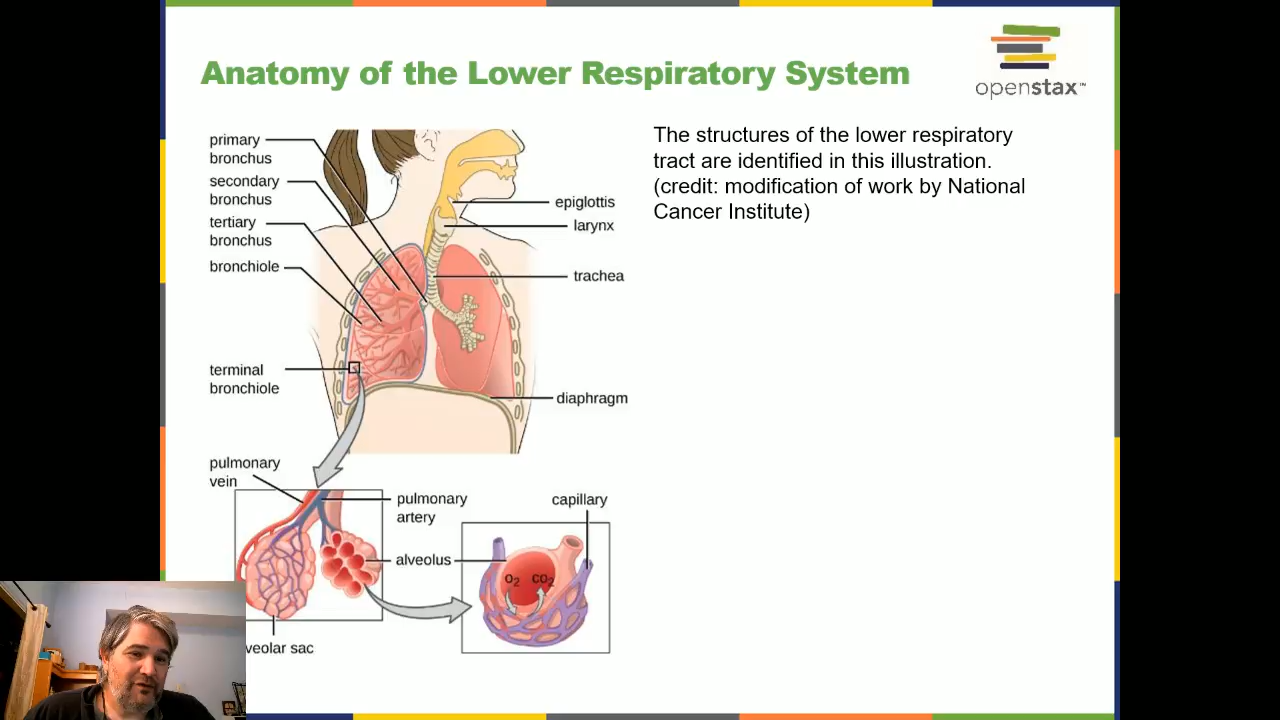 Anatomy of the Lower Respiratory System
openstax™
The structures of the lower respiratory
tract are identified in this illustration.
(credit: modification of work by National
Cancer Institute)
primary
bronchus
secondary
bronchus
tertiary
bronchus
bronchiole
terminal
bronchiole
epiglottis
larynx
trachea
diaphragm
pulmonary
vein
pulmonary
artery
alveolus
veolar sac
capillary
O2 CO2